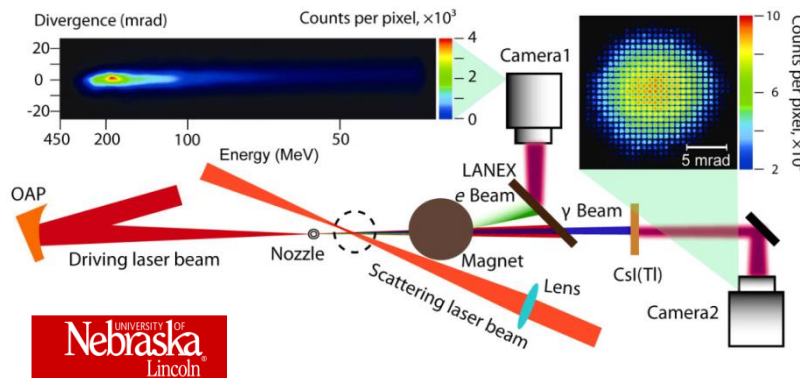 Divergence (mrad)
Counts per pixel, ×10³
20
0
-20
4
2
0
450
200
100
50
Energy (MeV)
Camera1
10
6
2
Counts per pixel, ×10
5 mrad
OAP
LANEX
e Beam
γ Beam
Driving laser beam
Nozzle
Magnet
CsI(Tl)
Scattering laser beam
Lens
Camera2
UNIVERSITY OF
Nebraska
Lincoln®